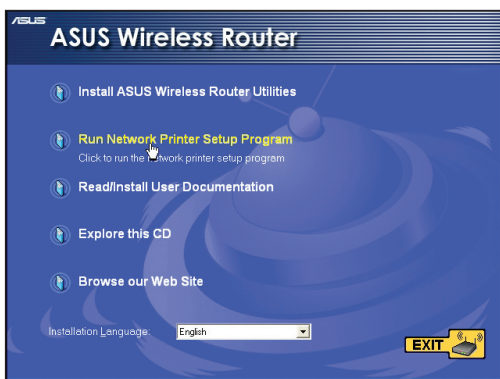 ASUS
ASUS Wireless Router
Install ASUS Wireless Router Utilities
Run Network Printer Setup Program
Click to run the network printer setup program
Read/Install User Documentation
Explore this CD
Browse our Web Site
Installation Language: English
EXIT